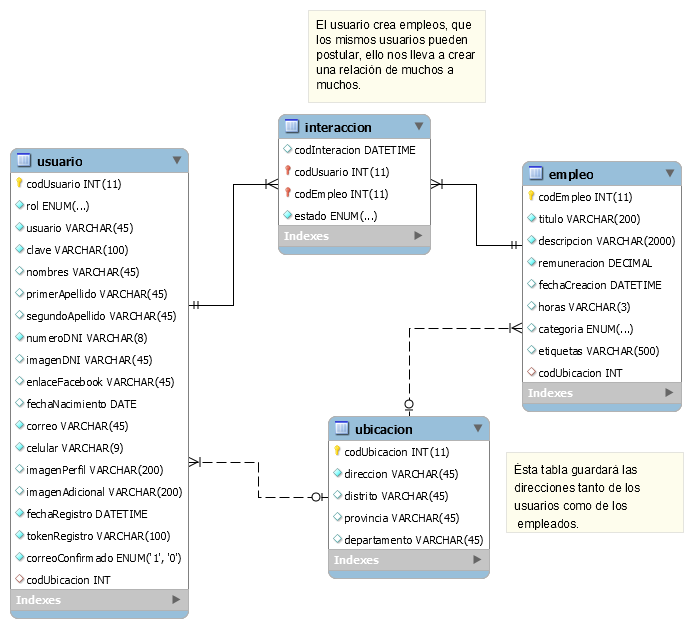 El usuario crea empleos, que
los mismos usuarios pueden
postular, ello nos lleva a crear
una relación de muchos a
muchos.
interaccion
codInteracion DATETIME
codUsuario INT(11)
codEmpleo INT(11)
estado ENUM(...)
Indexes
usuario
codUsuario INT(11)
rol ENUM(...)
usuario VARCHAR(45)
clave VARCHAR(100)
nombres VARCHAR(45)
primerApellido VARCHAR(45)
segundoApellido VARCHAR(45)
numeroDNI VARCHAR(8)
imagenDNI VARCHAR(45)
enlaceFacebook VARCHAR(45)
fechaNacimiento DATE
correo VARCHAR(45)
celular VARCHAR(9)
imagenPerfil VARCHAR(200)
imagenAdicional VARCHAR(200)
fechaRegistro DATETIME
tokenRegistro VARCHAR(100)
correoConfirmado ENUM('1', '0')
codUbicacion INT
Indexes
empleo
codEmpleo INT(11)
titulo VARCHAR(200)
descripcion VARCHAR(2000)
remuneracion DECIMAL
fechaCreacion DATETIME
horas VARCHAR(3)
categoria ENUM(...)
etiquetas VARCHAR(500)
codUbicacion INT
Indexes
ubicacion
codUbicacion INT(11)
direccion VARCHAR(45)
distrito VARCHAR(45)
provincia VARCHAR(45)
departamento VARCHAR(45)
Indexes
Ésta tabla guardará las
direcciones tanto de los
usuarios como de los
empleados.